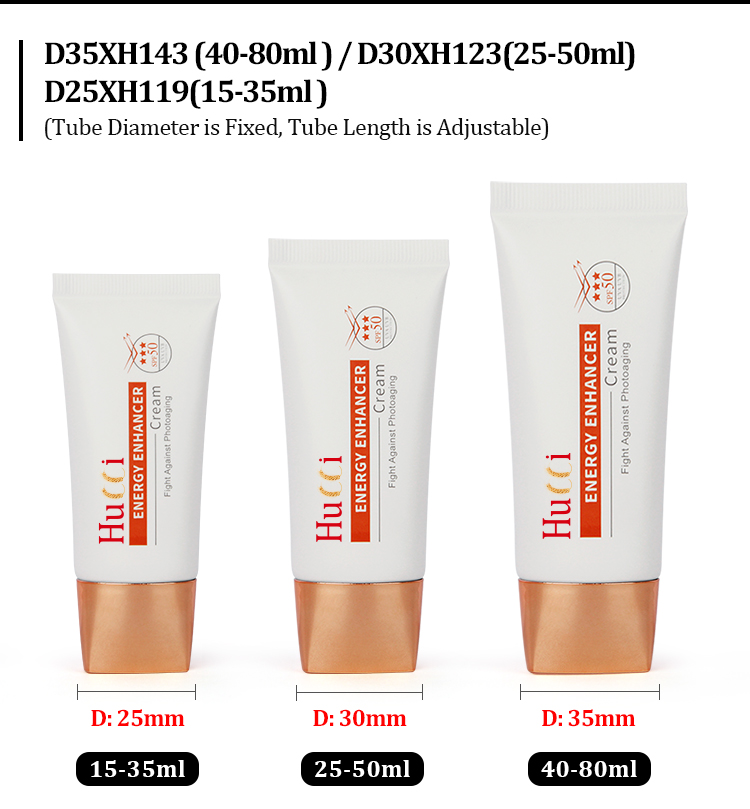 D35XH143 (40-80ml ) / D30XH123(25-50ml)
D25XH119(15-35ml )
(Tube Diameter is Fixed, Tube Length is Adjustable)
SPF50
HuCCi
ENERGY ENHANCER
Cream
Fight Against Photoaging
SPF50
HuCCi
ENERGY ENHANCER
Cream
Fight Against Photoaging
SPF50
UVA UVB
HuCCi
ENERGY ENHANCER
Cream
Fight Against Photoaging
D: 25mm
D: 30mm
D: 35mm
15-35ml
25-50ml
40-80ml